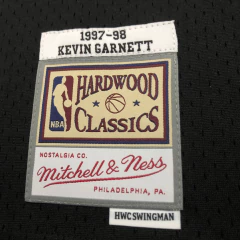 1997-98
KEVIN GARNETT
HARDWOOD
NBA
CLASSICS
NOSTALGIA CO.
Mitchell & Ness
PHILADELPHIA, PA.
HWC SWINGMAN